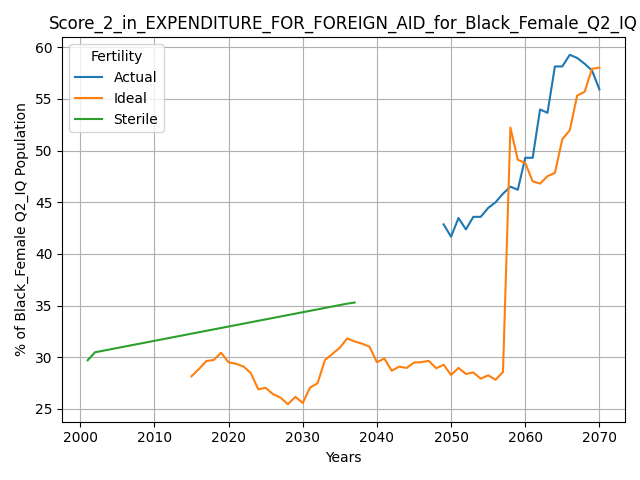 Score_2_in_EXPENDITURE_FOR_FOREIGN_AID_for_Black_Female_Q2_IQ
Fertility
Actual
Ideal
Sterile
% of Black_Female Q2_IQ Population
60
55
50
45
40
35
30
25
2000 2010 2020 2030 2040 2050 2060 2070
Years